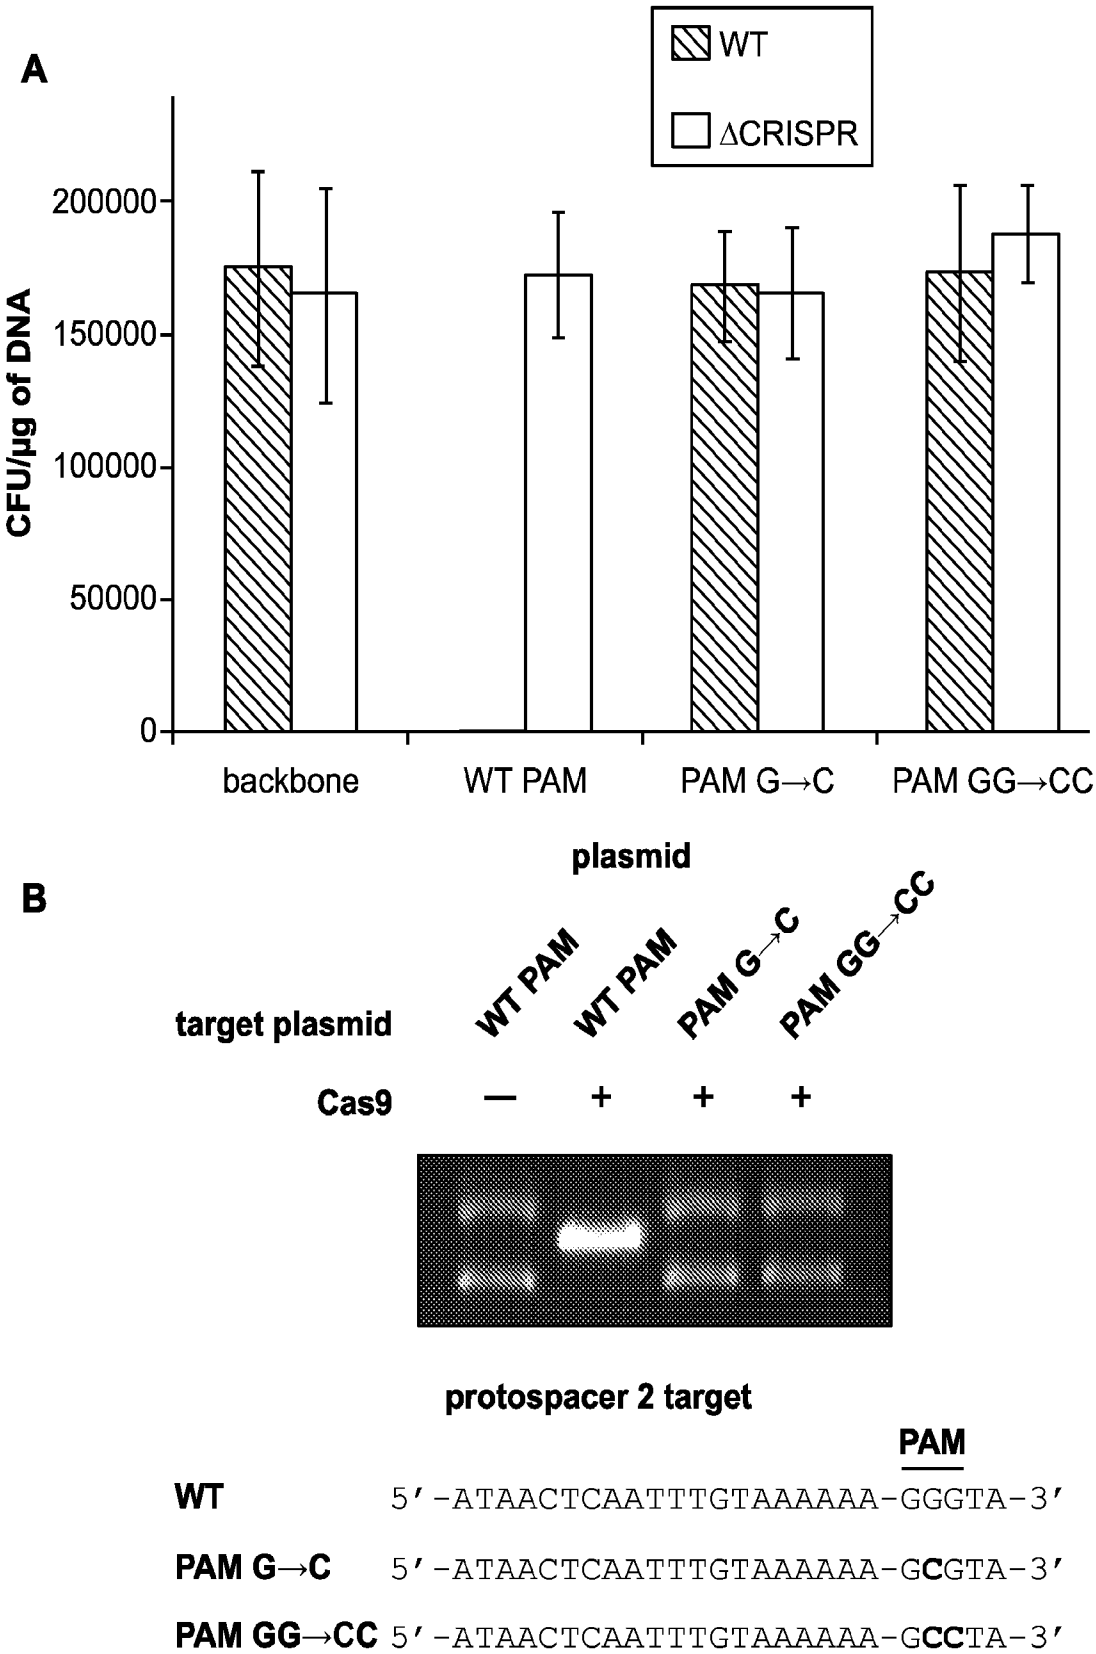 A
WT
ΔCRISPR
CFU/µg of DNA
200000
150000
100000
50000
0
backbone WT PAM PAM G→C PAM GG→CC
plasmid
B
target plasmid WT PAM WT PAM PAM G→C PAM GG→CC
Cas9 — + + +
protospacer 2 target
PAM
WT 5′-ATAACTCAATTTGTAAAAAA-GGGTA-3′
PAM G→C 5′-ATAACTCAATTTGTAAAAAA-GCGTA-3′
PAM GG→CC 5′-ATAACTCAATTTGTAAAAAA-GCCTA-3′